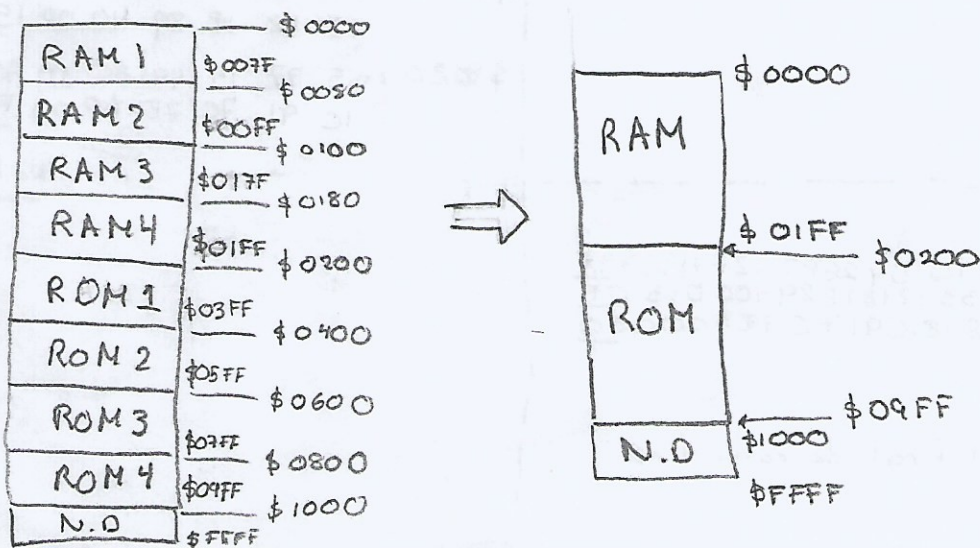 $0000
RAM 1
$007F
$0080
RAM 2
$00FF
$0100
RAM 3
$017F
$0180
RAM 4
$01FF
$0200
ROM 1
$03FF
$0400
ROM 2
$05FF
$0600
ROM 3
$07FF
$0800
ROM 4
$09FF
$1000
N.D
$FFFF
$0000
RAM
$01FF
$0200
ROM
$09FF
$1000
N.D
$FFFF